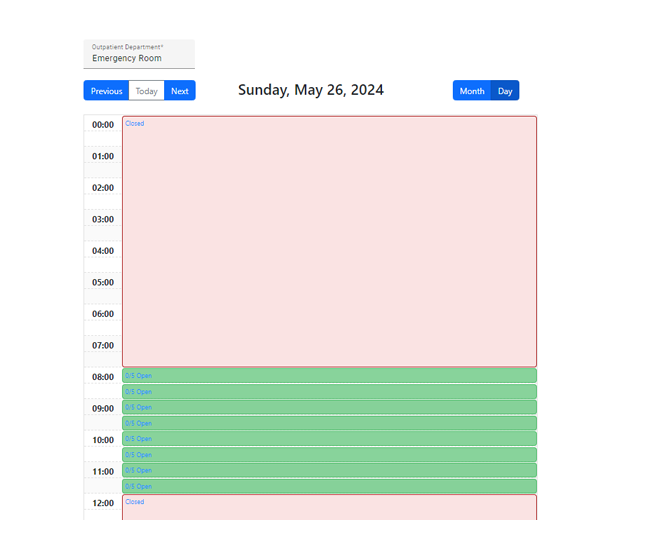 Outpatient Department*
Emergency Room
Previous Today Next Sunday, May 26, 2024 Month Day
00:00 Closed
01:00
02:00
03:00
04:00
05:00
06:00
07:00
08:00 0/5 Open
0/5 Open
09:00 0/5 Open
0/5 Open
10:00 0/5 Open
0/5 Open
11:00 0/5 Open
0/5 Open
12:00 Closed